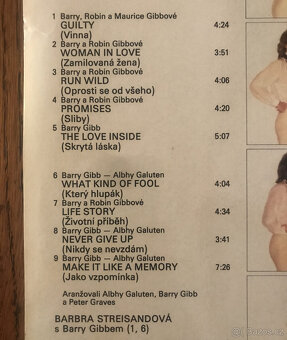 1 Barry, Robin a Maurice Gibbové
GUILTY 4:24
(Vinna)
2 Barry a Robin Gibbové
WOMAN IN LOVE 3:51
(Zamilovaná žena)
3 Barry a Robin Gibbové
RUN WILD 4:06
(Oprosti se od všeho)
4 Barry a Robin Gibbové
PROMISES 4:20
(Sliby)
5 Barry Gibb
THE LOVE INSIDE 5:07
(Skrytá láska)
6 Barry Gibb — Albhy Galuten
WHAT KIND OF FOOL 4:04
(Který hlupák)
7 Barry a Robin Gibbové
LIFE STORY 4:34
(Životní příběh)
8 Barry Gibb — Albhy Galuten
NEVER GIVE UP 3:41
(Nikdy se nevzdám)
9 Barry Gibb — Albhy Galuten
MAKE IT LIKE A MEMORY 7:26
(Jako vzpomínka)
Aranžovali Albhy Galuten, Barry Gibb
a Peter Graves
BARBRA STREISANDOVÁ
s Barry Gibbem (1, 6)